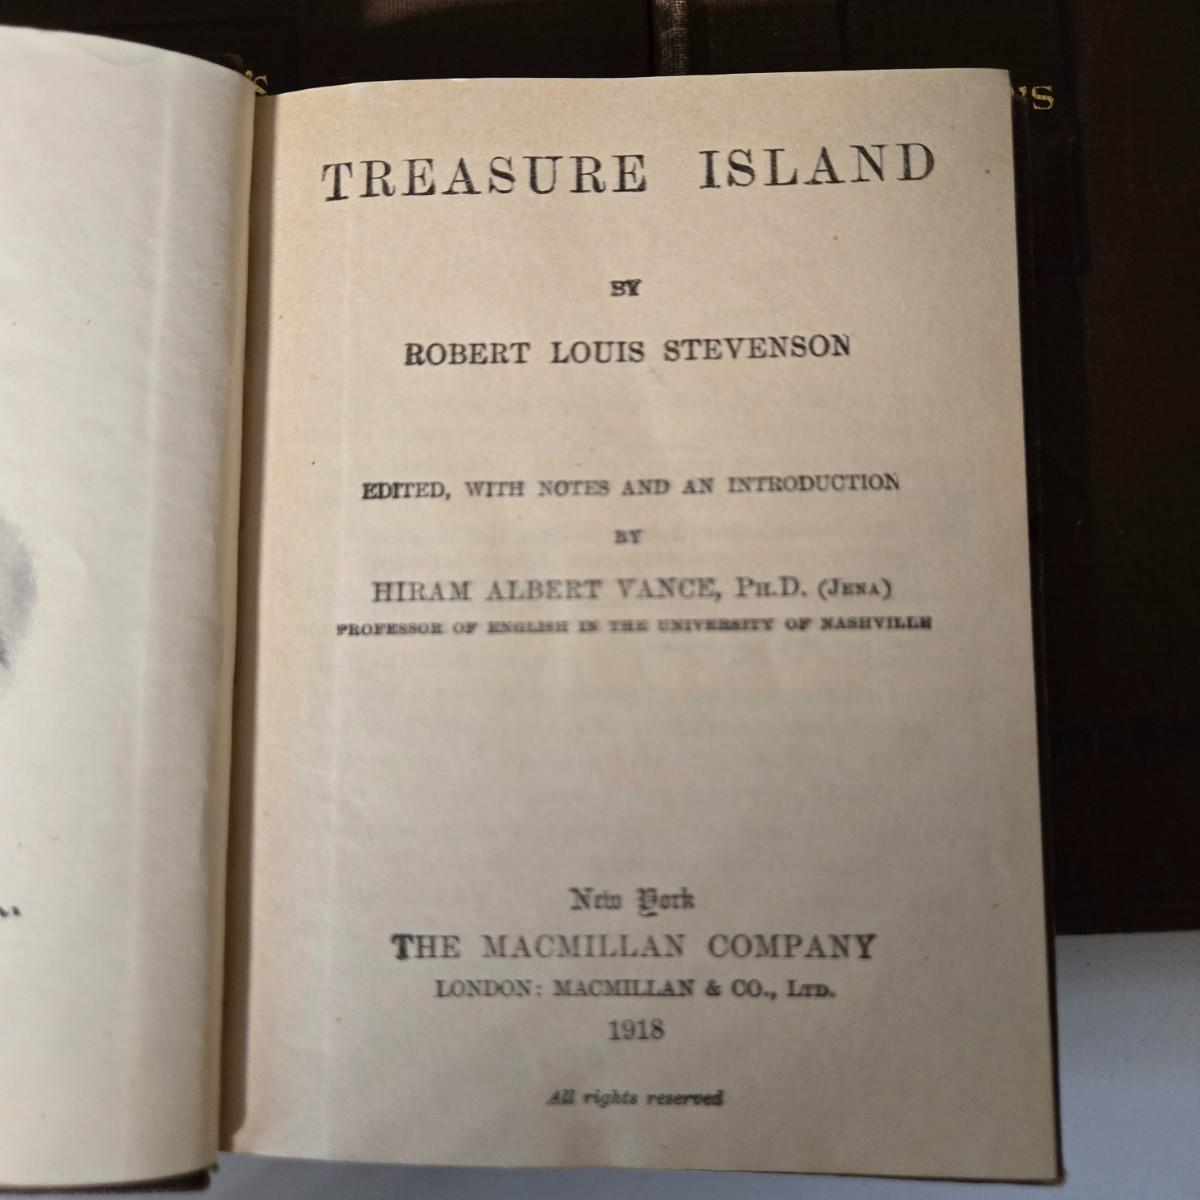 TREASURE ISLAND
BY
ROBERT LOUIS STEVENSON
EDITED, WITH NOTES AND AN INTRODUCTION
BY
HIRAM ALBERT VANCE, PH.D. (JENA)
PROFESSOR OF ENGLISH IN THE UNIVERSITY OF NASHVILLE
New York
THE MACMILLAN COMPANY
LONDON: MACMILLAN & CO., LTD.
1918
All rights reserved